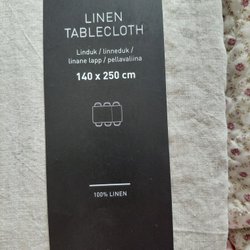 LINEN
TABLECLOTH
Linduk / linneduk /
linane lapp / pellavaliina
140 x 250 cm
100% LINEN